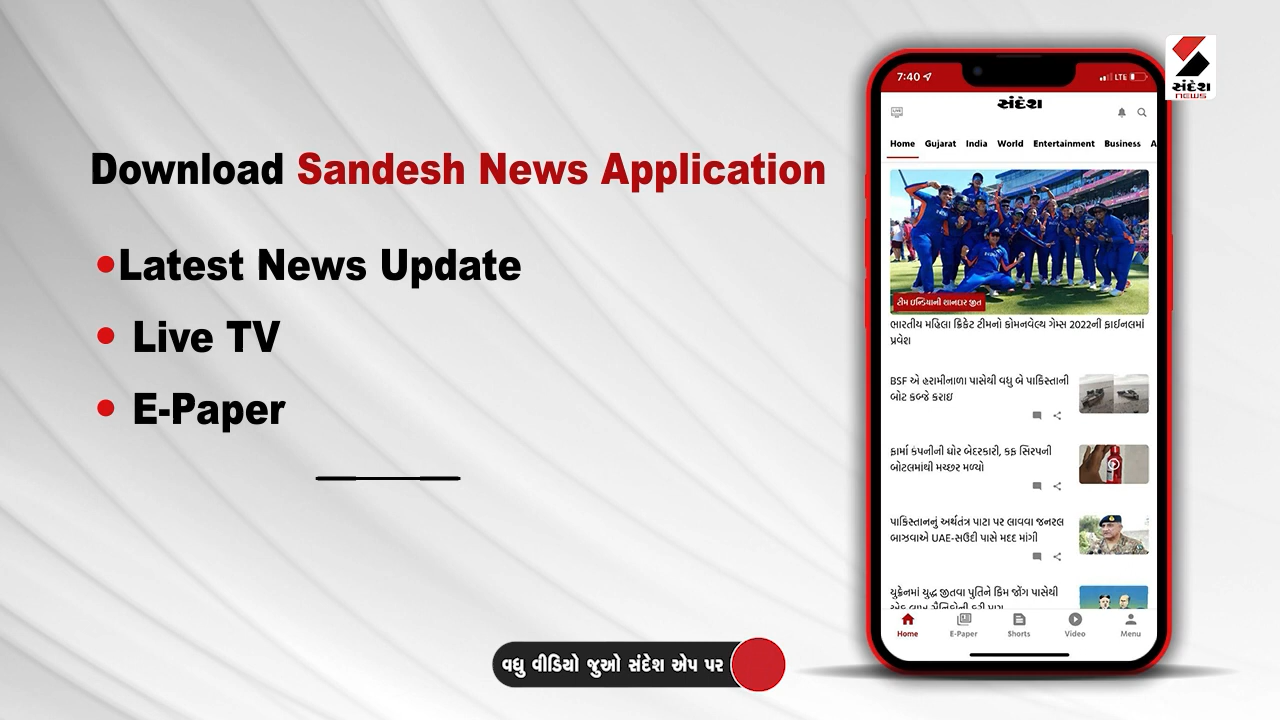 Download Sandesh News Application
•Latest News Update
• Live TV
• E-Paper
વધુ વીડિયો જુઓ સંદેશ એપ પર
7:40
LTE
LIVE
સંદેશ
Home Gujarat India World Entertainment Business A
ટીમ ઇન્ડિયાની શાનદાર જીત
ભારતીય મહિલા ક્રિકેટ ટીમનો કોમનવેલ્થ ગેમ્સ 2022ની ફાઈનલમાં
પ્રવેશ
BSF એ હરામીનાળા પાસેથી વધુ બે પાકિસ્તાની
બોટ કબ્જે કરાઇ
ફાર્મા કંપનીની ઘોર બેદરકારી, કફ સિરપની
બોટલમાંથી મચ્છર મળ્યો
પાકિસ્તાનનું અર્થતંત્ર પાટા પર લાવવા જનરલ
બાજવાએ UAE-સઉદી પાસે મદદ માંગી
યુક્રેનમાં યુદ્ધ જીતવા પુતિને કિમ જોંગ પાસેથી
Home E-Paper Shorts Video Menu
સંદેશ
NEWS